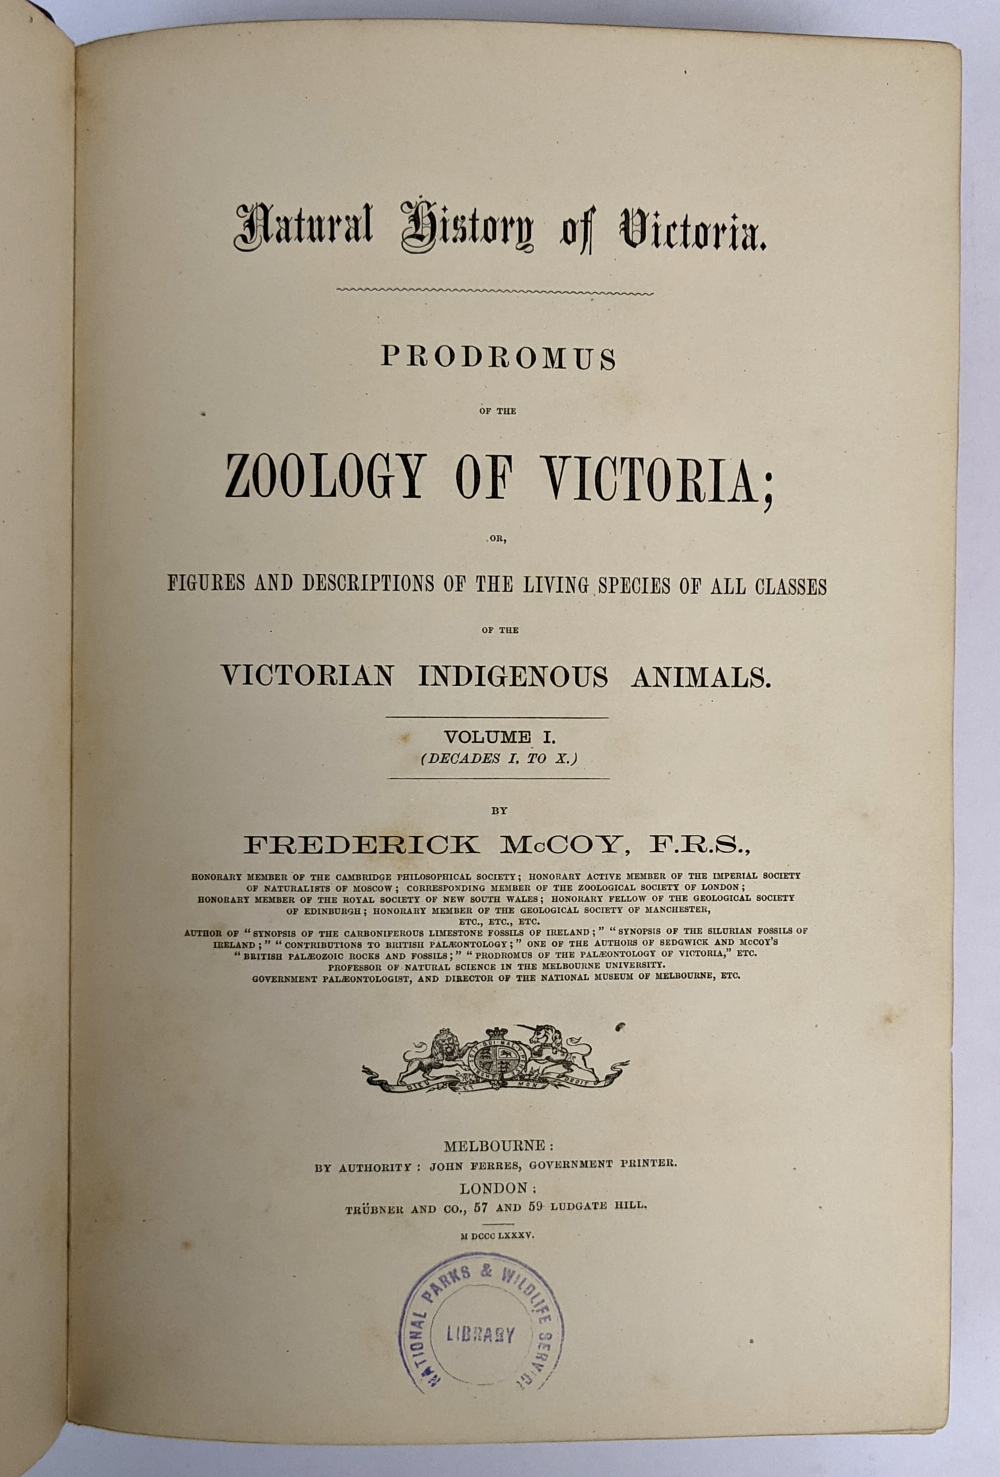 Natural History of Victoria.
PRODROMUS
OF THE
ZOOLOGY OF VICTORIA;
OR,
FIGURES AND DESCRIPTIONS OF THE LIVING SPECIES OF ALL CLASSES
OF THE
VICTORIAN INDIGENOUS ANIMALS.
VOLUME I.
(DECADES I. TO X.)
BY
FREDERICK McCOY, F.R.S.,
HONORARY MEMBER OF THE CAMBRIDGE PHILOSOPHICAL SOCIETY; HONORARY ACTIVE MEMBER OF THE IMPERIAL SOCIETY
OF NATURALISTS OF MOSCOW; CORRESPONDING MEMBER OF THE ZOOLOGICAL SOCIETY OF LONDON;
HONORARY MEMBER OF THE ROYAL SOCIETY OF NEW SOUTH WALES; HONORARY FELLOW OF THE GEOLOGICAL SOCIETY
OF EDINBURGH; HONORARY MEMBER OF THE GEOLOGICAL SOCIETY OF MANCHESTER,
ETC., ETC., ETC.
AUTHOR OF "SYNOPSIS OF THE CARBONIFEROUS LIMESTONE FOSSILS OF IRELAND;" "SYNOPSIS OF THE SILURIAN FOSSILS OF
IRELAND;" "CONTRIBUTIONS TO BRITISH PALÆONTOLOGY;" ONE OF THE AUTHORS OF SEDGWICK AND McCOY'S
"BRITISH PALÆOZOIC ROCKS AND FOSSILS;" "PRODROMUS OF THE PALÆONTOLOGY OF VICTORIA," ETC.
PROFESSOR OF NATURAL SCIENCE IN THE MELBOURNE UNIVERSITY.
GOVERNMENT PALÆONTOLOGIST, AND DIRECTOR OF THE NATIONAL MUSEUM OF MELBOURNE, ETC.
DIEU ET MON DROIT
MELBOURNE:
BY AUTHORITY: JOHN FERRES, GOVERNMENT PRINTER.
LONDON:
TRÜBNER AND CO., 57 AND 59 LUDGATE HILL.
M DCCC LXXXV.
NATIONAL PARKS & WILDLIFE SERVIC
LIBRARY